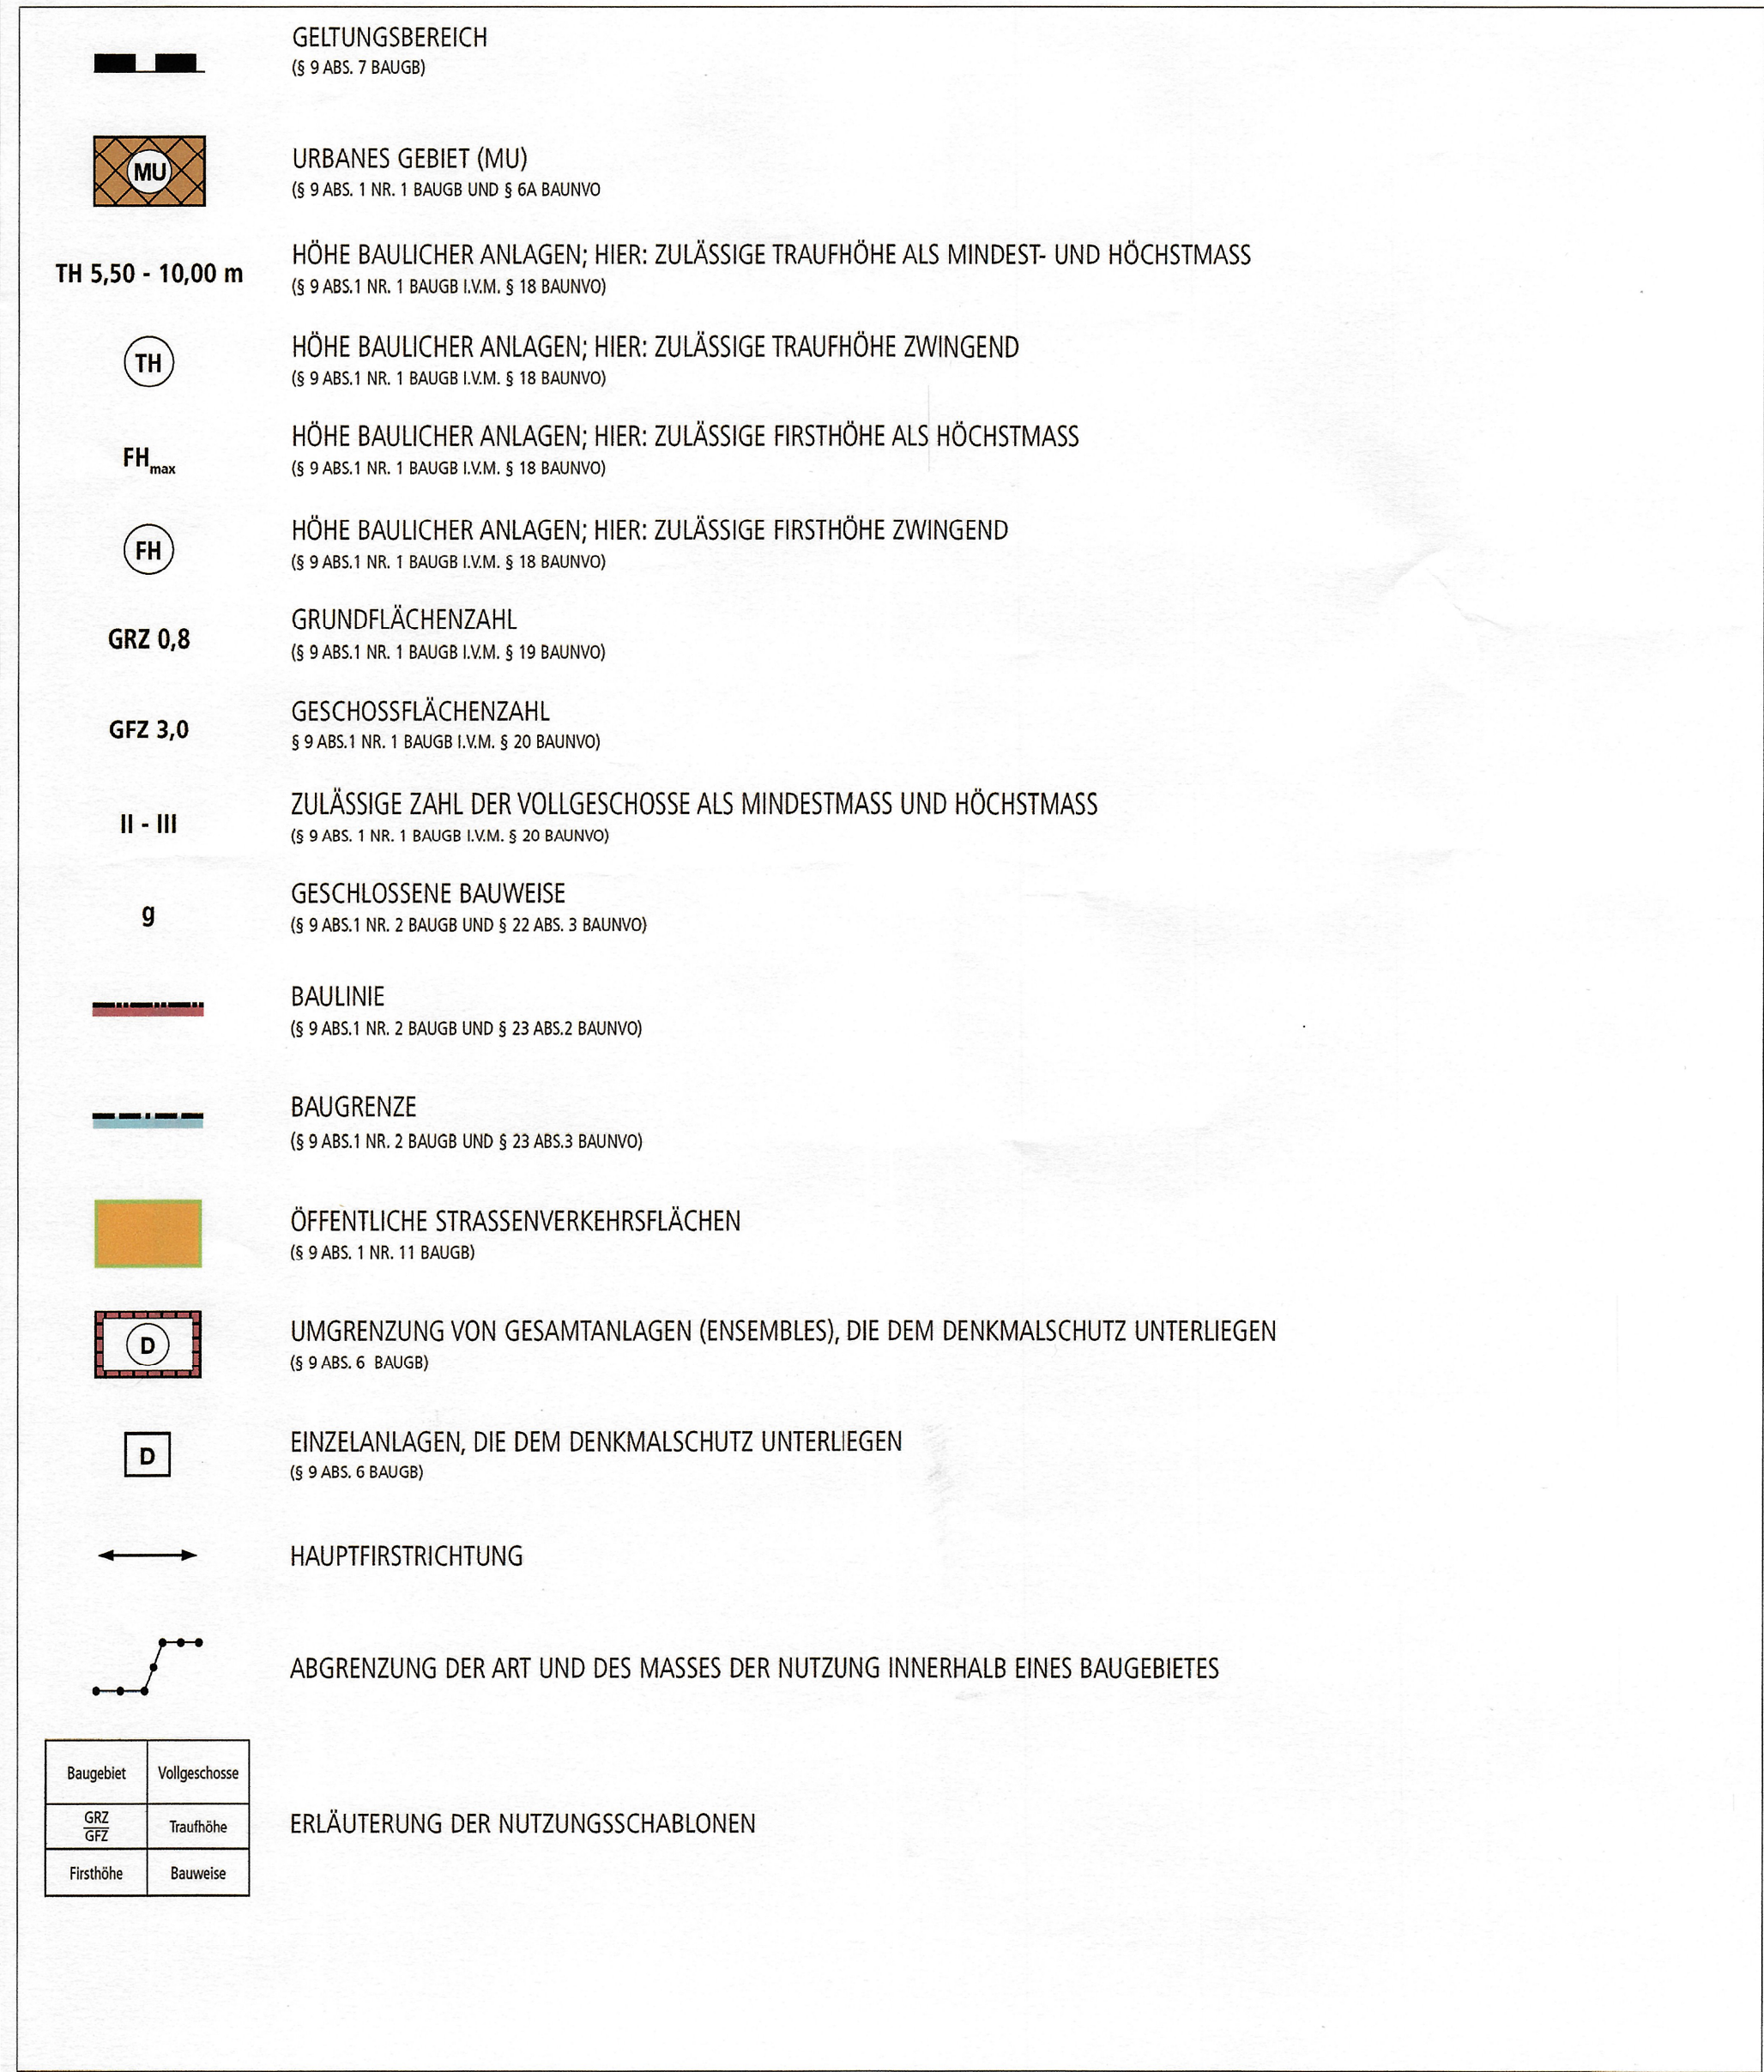 GELTUNGSBEREICH
(§ 9 ABS. 7 BAUGB)
MU
URBANES GEBIET (MU)
(§ 9 ABS. 1 NR. 1 BAUGB UND § 6A BAUNVO
TH 5,50 - 10,00 m
HÖHE BAULICHER ANLAGEN; HIER: ZULÄSSIGE TRAUFHÖHE ALS MINDEST- UND HÖCHSTMASS
(§ 9 ABS.1 NR. 1 BAUGB I.V.M. § 18 BAUNVO)
TH
HÖHE BAULICHER ANLAGEN; HIER: ZULÄSSIGE TRAUFHÖHE ZWINGEND
(§ 9 ABS.1 NR. 1 BAUGB I.V.M. § 18 BAUNVO)
FHmax
HÖHE BAULICHER ANLAGEN; HIER: ZULÄSSIGE FIRSTHÖHE ALS HÖCHSTMASS
(§ 9 ABS.1 NR. 1 BAUGB I.V.M. § 18 BAUNVO)
FH
HÖHE BAULICHER ANLAGEN; HIER: ZULÄSSIGE FIRSTHÖHE ZWINGEND
(§ 9 ABS.1 NR. 1 BAUGB I.V.M. § 18 BAUNVO)
GRZ 0,8
GRUNDFLÄCHENZAHL
(§ 9 ABS.1 NR. 1 BAUGB I.V.M. § 19 BAUNVO)
GFZ 3,0
GESCHOSSFLÄCHENZAHL
§ 9 ABS.1 NR. 1 BAUGB I.V.M. § 20 BAUNVO)
II - III
ZULÄSSIGE ZAHL DER VOLLGESCHOSSE ALS MINDESTMASS UND HÖCHSTMASS
(§ 9 ABS. 1 NR. 1 BAUGB I.V.M. § 20 BAUNVO)
g
GESCHLOSSENE BAUWEISE
(§ 9 ABS.1 NR. 2 BAUGB UND § 22 ABS. 3 BAUNVO)
BAULINIE
(§ 9 ABS.1 NR. 2 BAUGB UND § 23 ABS.2 BAUNVO)
BAUGRENZE
(§ 9 ABS.1 NR. 2 BAUGB UND § 23 ABS.3 BAUNVO)
ÖFFENTLICHE STRASSENVERKEHRSFLÄCHEN
(§ 9 ABS. 1 NR. 11 BAUGB)
D
UMGRENZUNG VON GESAMTANLAGEN (ENSEMBLES), DIE DEM DENKMALSCHUTZ UNTERLIEGEN
(§ 9 ABS. 6 BAUGB)
D
EINZELANLAGEN, DIE DEM DENKMALSCHUTZ UNTERLIEGEN
(§ 9 ABS. 6 BAUGB)
HAUPTFIRSTRICHTUNG
ABGRENZUNG DER ART UND DES MASSES DER NUTZUNG INNERHALB EINES BAUGEBIETES
Baugebiet Vollgeschosse
GRZ
GFZ
Traufhöhe
Firsthöhe Bauweise
ERLÄUTERUNG DER NUTZUNGSSCHABLONEN